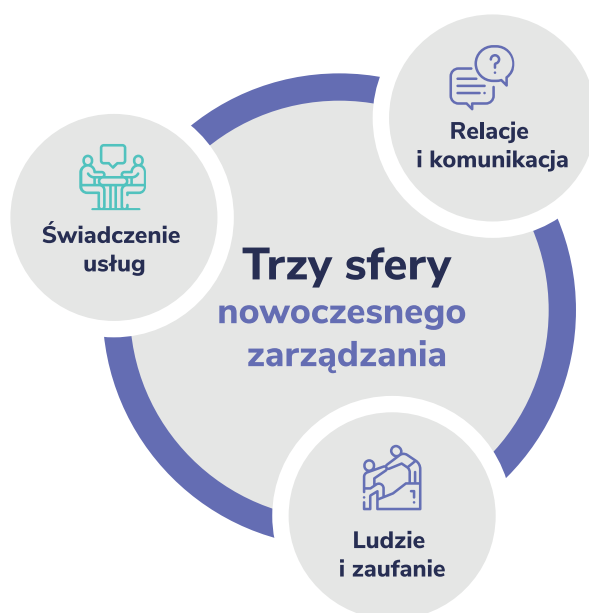 Relacje
i komunikacja
Świadczenie
usług
Trzy sfery
nowoczesnego
zarządzania
Ludzie
i zaufanie